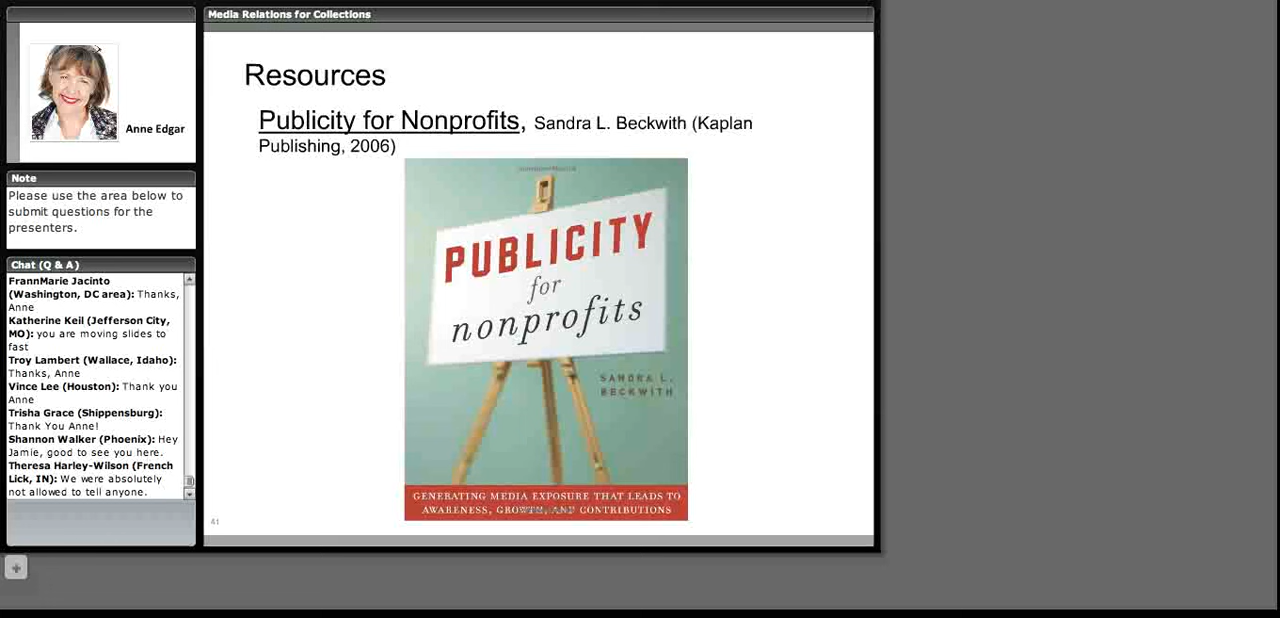 Media Relations for Collections
Anne Edgar
Note
Please use the area below to
submit questions for the
presenters.
Chat (Q & A)
FrannMarie Jacinto
(Washington, DC area): Thanks,
Anne
Katherine Keil (Jefferson City,
MO): you are moving slides to
fast
Troy Lambert (Wallace, Idaho):
Thanks, Anne
Vince Lee (Houston): Thank you
Anne
Trisha Grace (Shippensburg):
Thank You Anne!
Shannon Walker (Phoenix): Hey
Jamie, good to see you here.
Theresa Harley-Wilson (French
Lick, IN): We were absolutely
not allowed to tell anyone.
Resources
Publicity for Nonprofits, Sandra L. Beckwith (Kaplan
Publishing, 2006)
PUBLICITY
for
nonprofits
SANDRA L.
BECKWITH
GENERATING MEDIA EXPOSURE THAT LEADS TO
AWARENESS, GROWTH, AND CONTRIBUTIONS
41